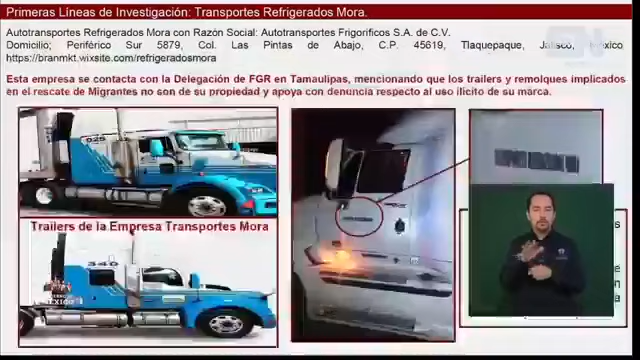 Primeras Líneas de Investigación: Transportes Refrigerados Mora.
Autotransportes Refrigerados Mora con Razón Social: Autotransportes Frigorificos S.A. de C.V.
Domicilio; Periférico Sur 5879, Col. Las Pintas de Abajo, C.P. 45619, Tlaquepaque, Jalisco, México
https://branmkt.wixsite.com/refrigeradosmora
Esta empresa se contacta con la Delegación de FGR en Tamaulipas, mencionando que los trailers y remolques implicados
en el rescate de Migrantes no son de su propiedad y apoya con denuncia respecto al uso ilícito de su marca.
025
Trailers de la Empresa Transportes Mora
340
MÉXICO